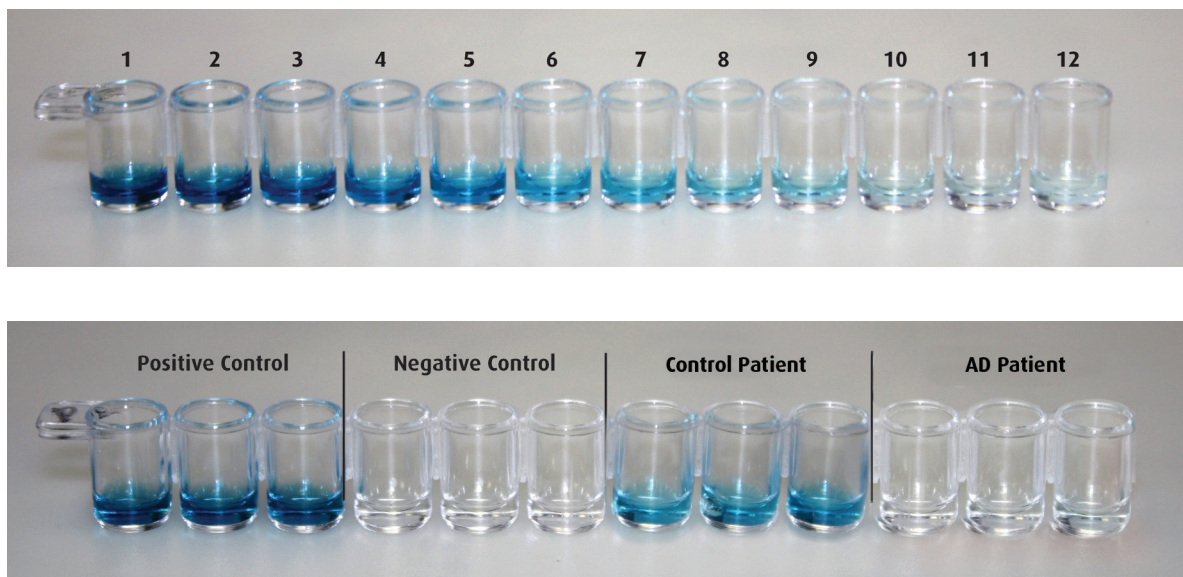 1 2 3 4 5 6 7 8 9 10 11 12
Positive Control Negative Control Control Patient AD Patient